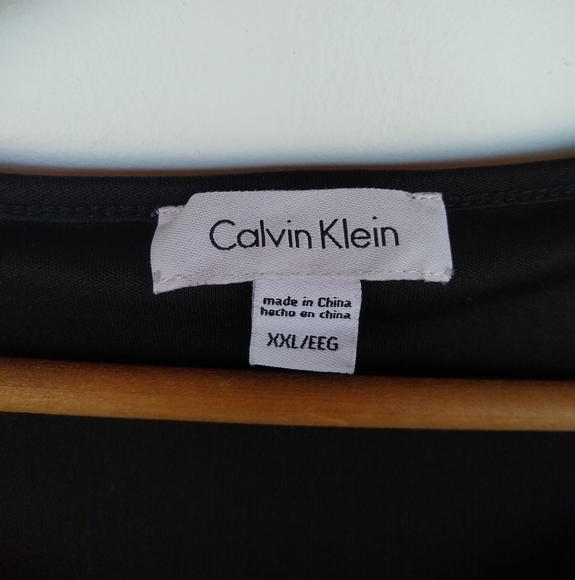 Calvin Klein
made in China
hecho en china
XXL/EEG